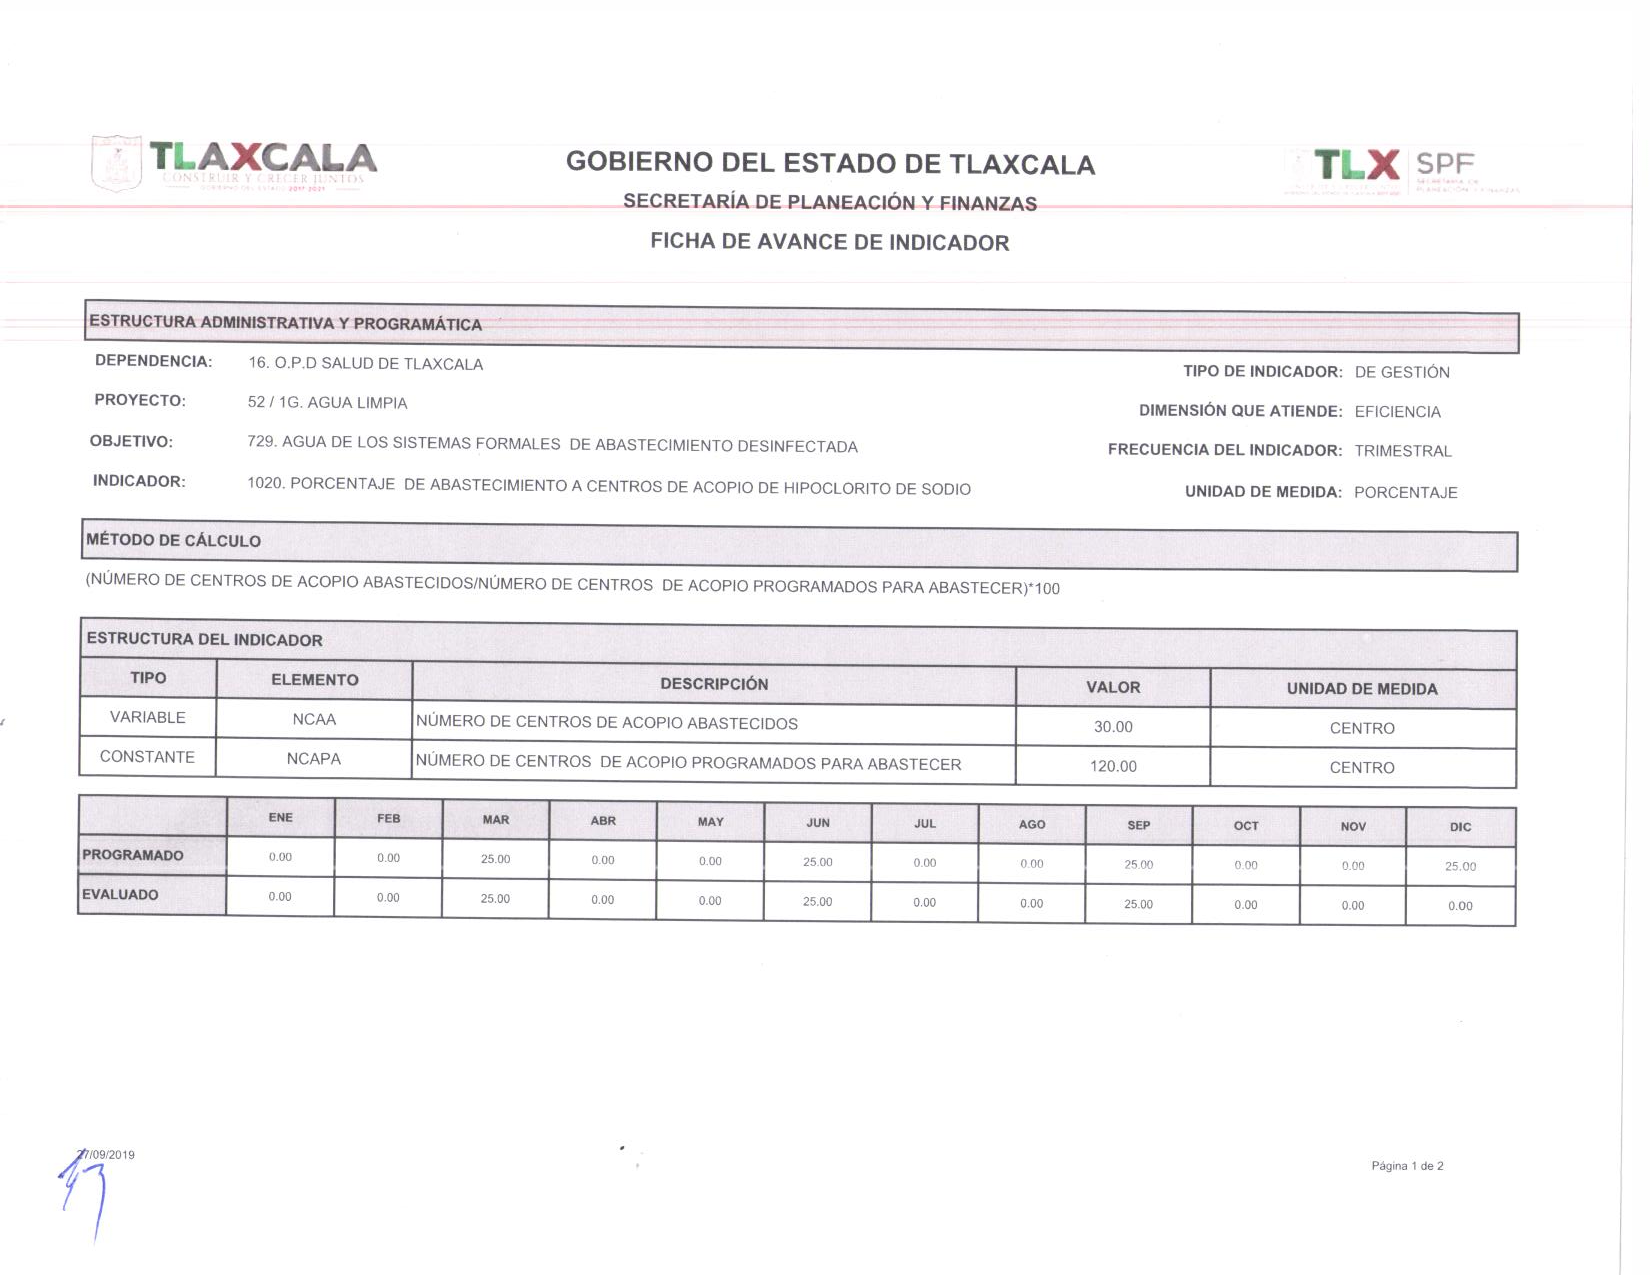 TLAXCALA
CONSTRUIR Y CRECER JUNTOS
GOBIERNO DEL ESTADO 2017-2021
GOBIERNO DEL ESTADO DE TLAXCALA
SECRETARÍA DE PLANEACIÓN Y FINANZAS
FICHA DE AVANCE DE INDICADOR
TLX SPF
SECRETARÍA DE
PLANEACIÓN Y FINANZAS
ESTRUCTURA ADMINISTRATIVA Y PROGRAMÁTICA
DEPENDENCIA: 16. O.P.D SALUD DE TLAXCALA TIPO DE INDICADOR: DE GESTIÓN
PROYECTO: 52 / 1G. AGUA LIMPIA DIMENSIÓN QUE ATIENDE: EFICIENCIA
OBJETIVO: 729. AGUA DE LOS SISTEMAS FORMALES DE ABASTECIMIENTO DESINFECTADA FRECUENCIA DEL INDICADOR: TRIMESTRAL
INDICADOR: 1020. PORCENTAJE DE ABASTECIMIENTO A CENTROS DE ACOPIO DE HIPOCLORITO DE SODIO UNIDAD DE MEDIDA: PORCENTAJE
MÉTODO DE CÁLCULO
(NÚMERO DE CENTROS DE ACOPIO ABASTECIDOS/NÚMERO DE CENTROS DE ACOPIO PROGRAMADOS PARA ABASTECER)*100
ESTRUCTURA DEL INDICADOR
TIPO ELEMENTO DESCRIPCIÓN VALOR UNIDAD DE MEDIDA
VARIABLE NCAA NÚMERO DE CENTROS DE ACOPIO ABASTECIDOS 30.00 CENTRO
CONSTANTE NCAPA NÚMERO DE CENTROS DE ACOPIO PROGRAMADOS PARA ABASTECER 120.00 CENTRO
ENE FEB MAR ABR MAY JUN JUL AGO SEP OCT NOV DIC
PROGRAMADO 0.00 0.00 25.00 0.00 0.00 25.00 0.00 0.00 25.00 0.00 0.00 25.00
EVALUADO 0.00 0.00 25.00 0.00 0.00 25.00 0.00 0.00 25.00 0.00 0.00 0.00
27/09/2019
Página 1 de 2